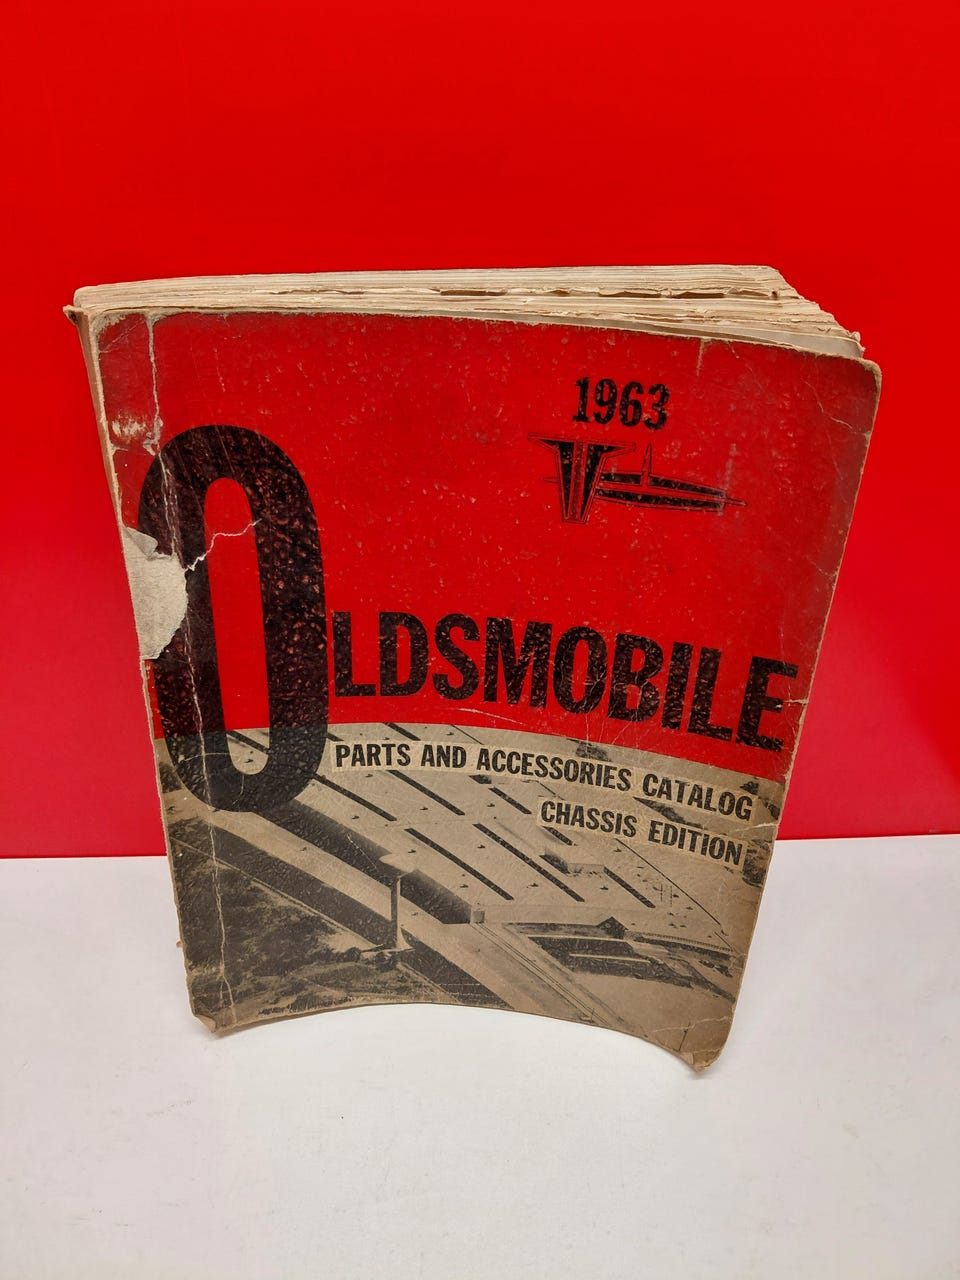 1963
OLDSMOBILE
PARTS AND ACCESSORIES CATALOG
CHASSIS EDITION